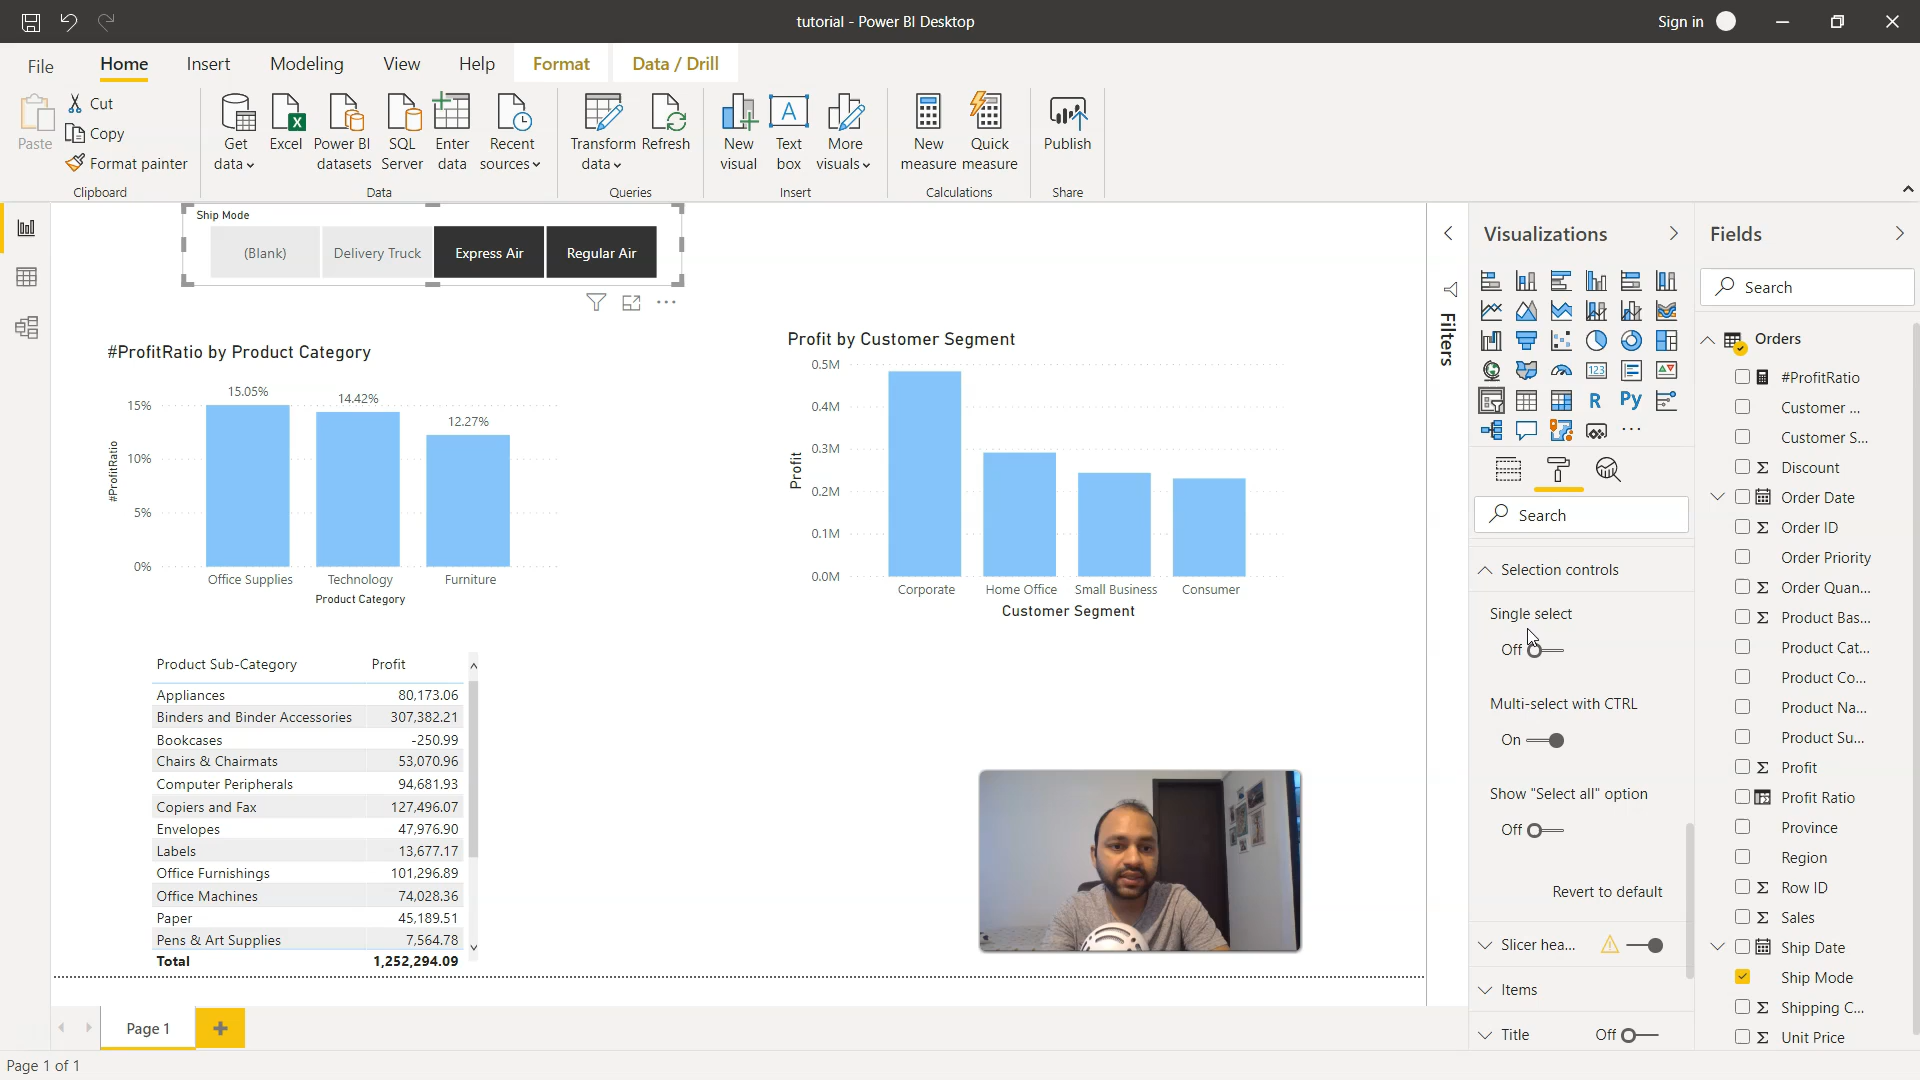 tutorial - Power BI Desktop
Sign in
File
Home
Insert
Modeling
View
Help
Format
Data / Drill
Paste
Cut
Copy
Format painter
Clipboard
Get data
Excel
Power BI datasets
SQL Server
Enter data
Recent sources
Data
Transform data
Refresh
Queries
New visual
Text box
More visuals
Insert
New measure
Quick measure
Calculations
Publish
Share
Ship Mode
(Blank)
Delivery Truck
Express Air
Regular Air
#ProfitRatio by Product Category
15.05%
14.42%
12.27%
15%
10%
5%
0%
#ProfitRatio
Office Supplies
Technology
Furniture
Product Category
Profit by Customer Segment
0.5M
0.4M
0.3M
0.2M
0.1M
0.0M
Profit
Corporate
Home Office
Small Business
Consumer
Customer Segment
Product Sub-Category Profit
Appliances 80,173.06
Binders and Binder Accessories 307,382.21
Bookcases -250.99
Chairs & Chairmats 53,070.96
Computer Peripherals 94,681.93
Copiers and Fax 127,496.07
Envelopes 47,976.90
Labels 13,677.17
Office Furnishings 101,296.89
Office Machines 74,028.36
Paper 45,189.51
Pens & Art Supplies 7,564.78
Total 1,252,294.09
Page 1
Page 1 of 1
Filters
Visualizations
123
R
Py
Search
Selection controls
Single select
Off
Multi-select with CTRL
On
Show "Select all" option
Off
Revert to default
Slicer hea...
Items
Title Off
Fields
Search
Orders
#ProfitRatio
Customer ...
Customer S...
Discount
Order Date
Order ID
Order Priority
Order Quan...
Product Bas...
Product Cat...
Product Co...
Product Na...
Product Su...
Profit
Profit Ratio
Province
Region
Row ID
Sales
Ship Date
Ship Mode
Shipping C...
Unit Price